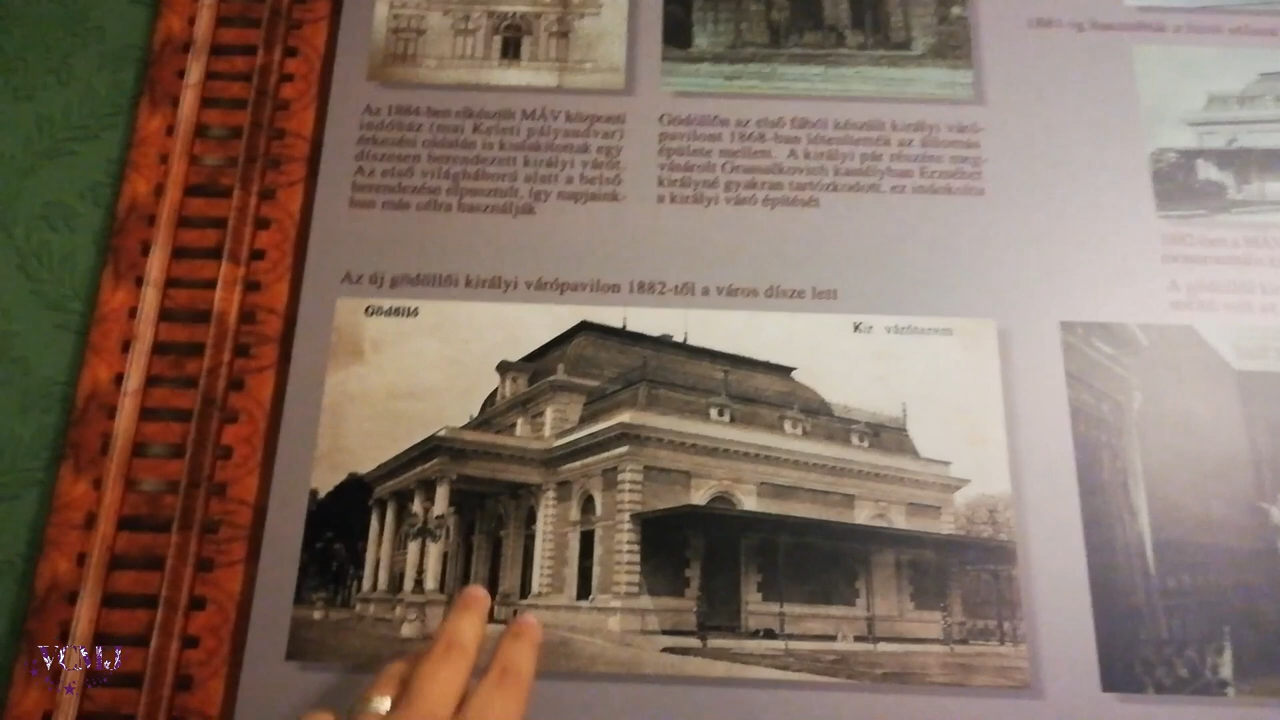 Az 1884-ben elkészült MÁV központi
indóház (mai Keleti pályaudvar)
érkezési oldalán is kialakítottak egy
díszesen berendezett királyi várót.
Az első világháború alatt a belső
berendezése elpusztult, így napjaink-
ban más célra használják
Gödöllőn az első fából készült királyi váró-
pavilont 1868-ban létesítették az állomás
épülete mellett. A királyi pár részére meg-
vásárolt Grassalkovich kastélyban Erzsébet
királyné gyakran tartózkodott, ez indokolta
a királyi váró építését
Az új gödöllői királyi várópavilon 1882-től a város dísze lett
Gödöllő
Kir. váróterem